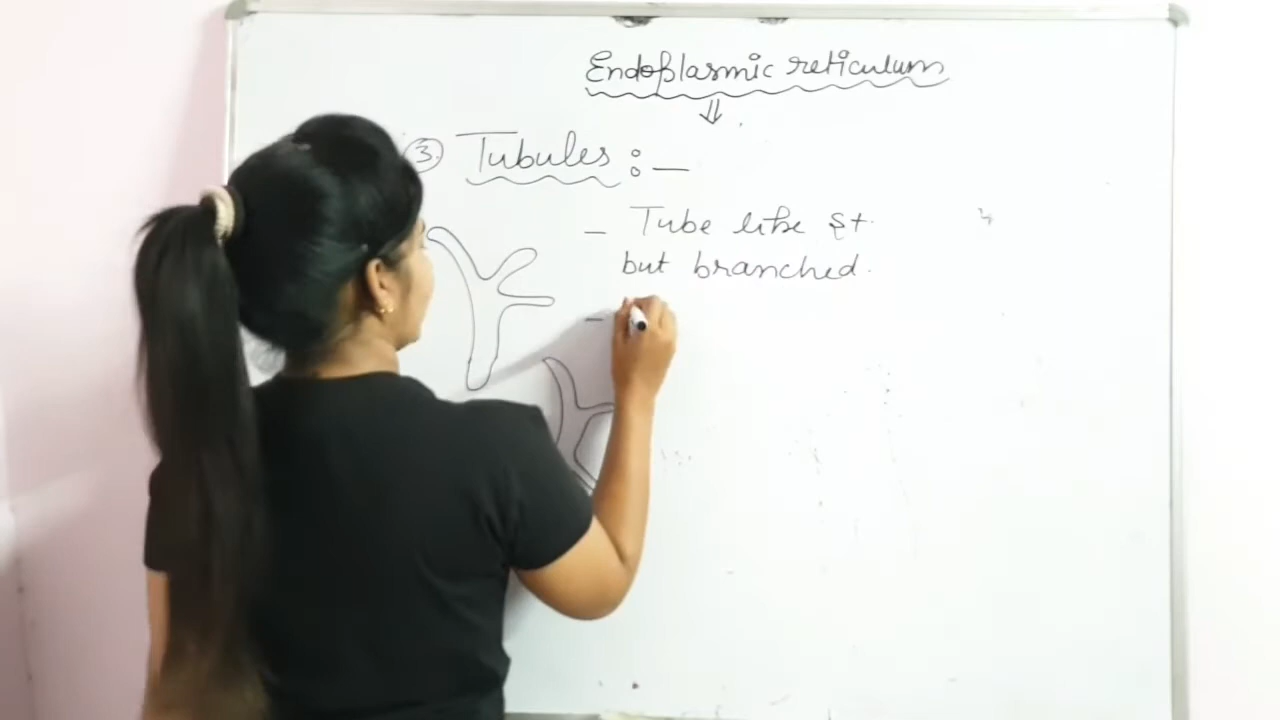 Endoplasmic reticulum
⇓
③ Tubules :—
– Tube like st.
but branched.
–